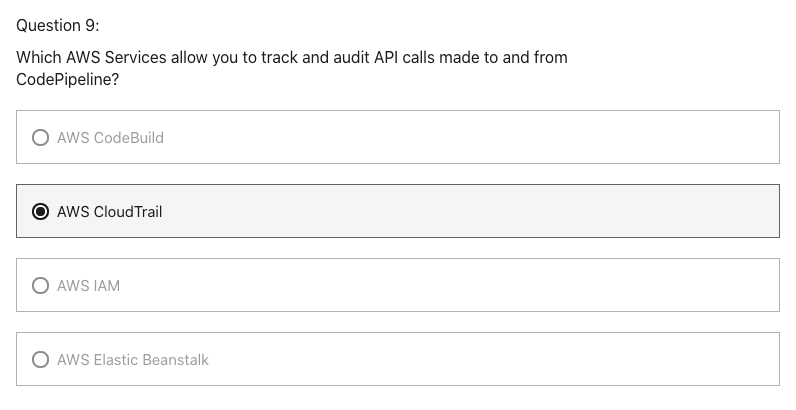 Question 9:
Which AWS Services allow you to track and audit API calls made to and from
CodePipeline?
AWS CodeBuild
AWS CloudTrail
AWS IAM
AWS Elastic Beanstalk